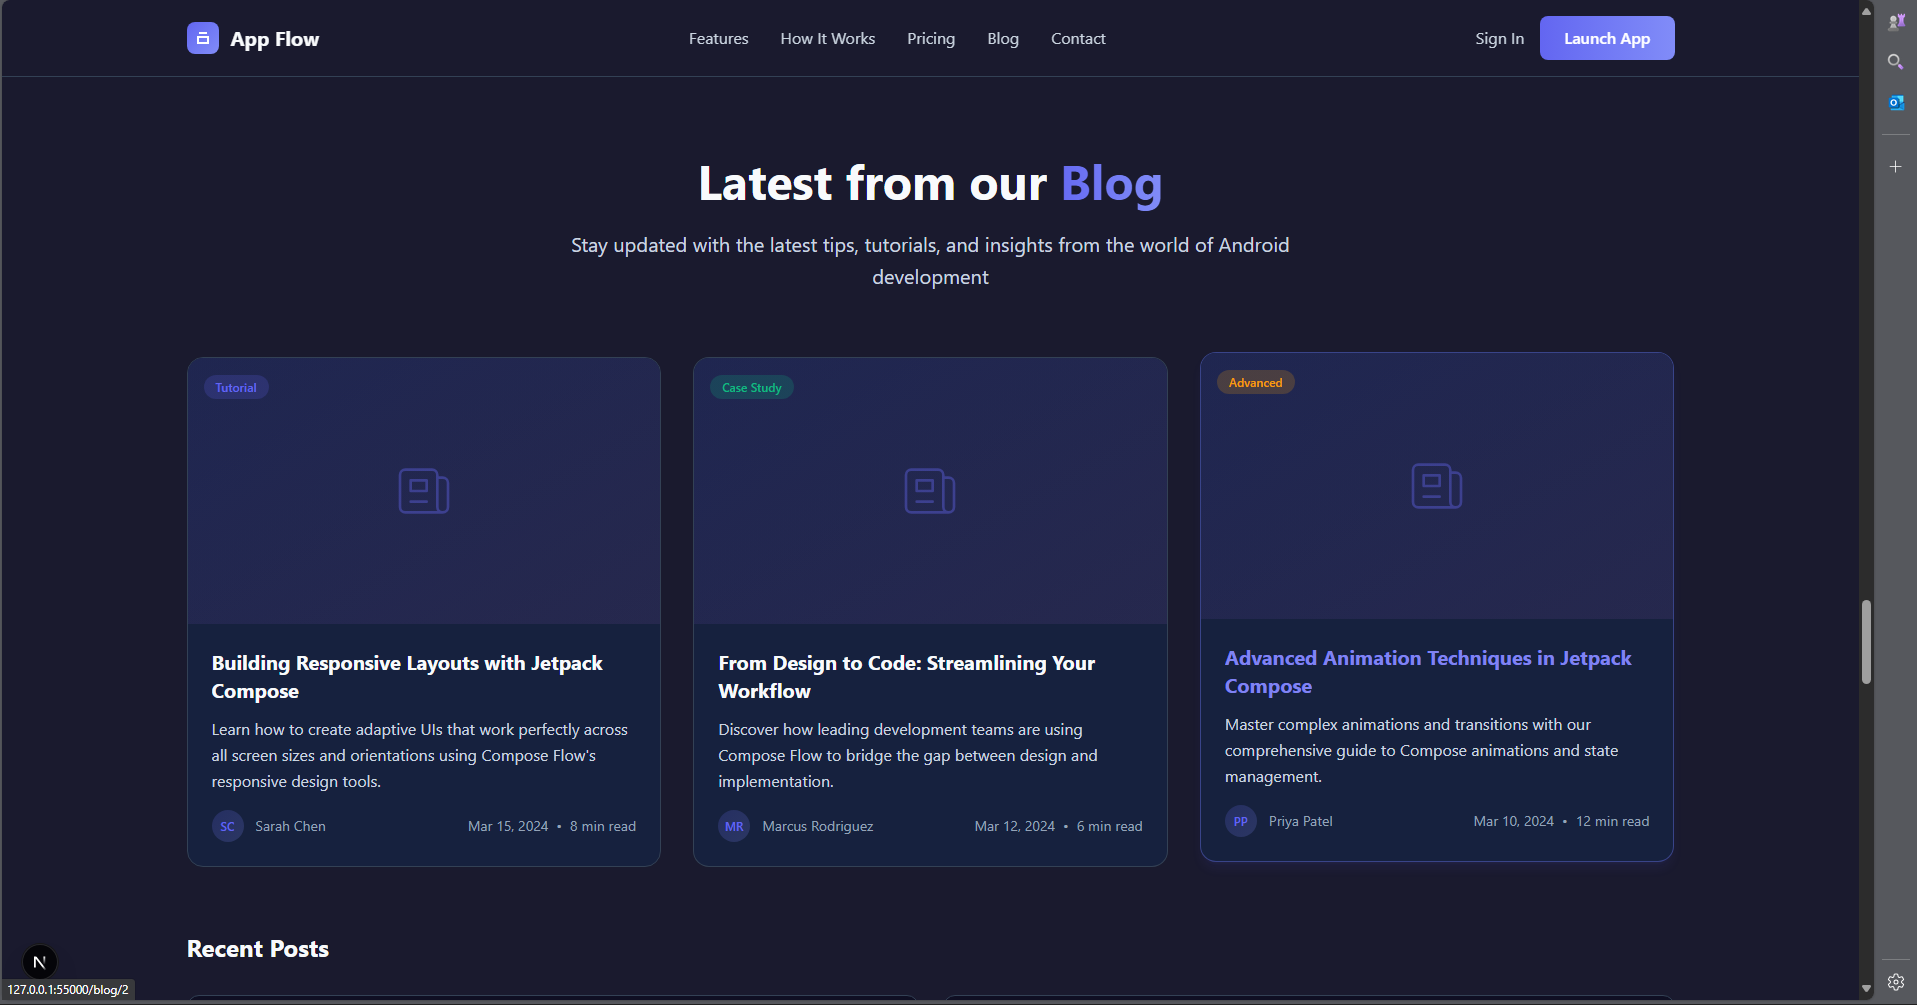 App Flow
Features
How It Works
Pricing
Blog
Contact
Sign In
Launch App
Latest from our Blog
Stay updated with the latest tips, tutorials, and insights from the world of Android
development
Tutorial
Building Responsive Layouts with Jetpack
Compose
Learn how to create adaptive UIs that work perfectly across
all screen sizes and orientations using Compose Flow's
responsive design tools.
SC Sarah Chen Mar 15, 2024 • 8 min read
Case Study
From Design to Code: Streamlining Your
Workflow
Discover how leading development teams are using
Compose Flow to bridge the gap between design and
implementation.
MR Marcus Rodriguez Mar 12, 2024 • 6 min read
Advanced
Advanced Animation Techniques in Jetpack
Compose
Master complex animations and transitions with our
comprehensive guide to Compose animations and state
management.
PP Priya Patel Mar 10, 2024 • 12 min read
Recent Posts
N
127.0.0.1:55000/blog/2